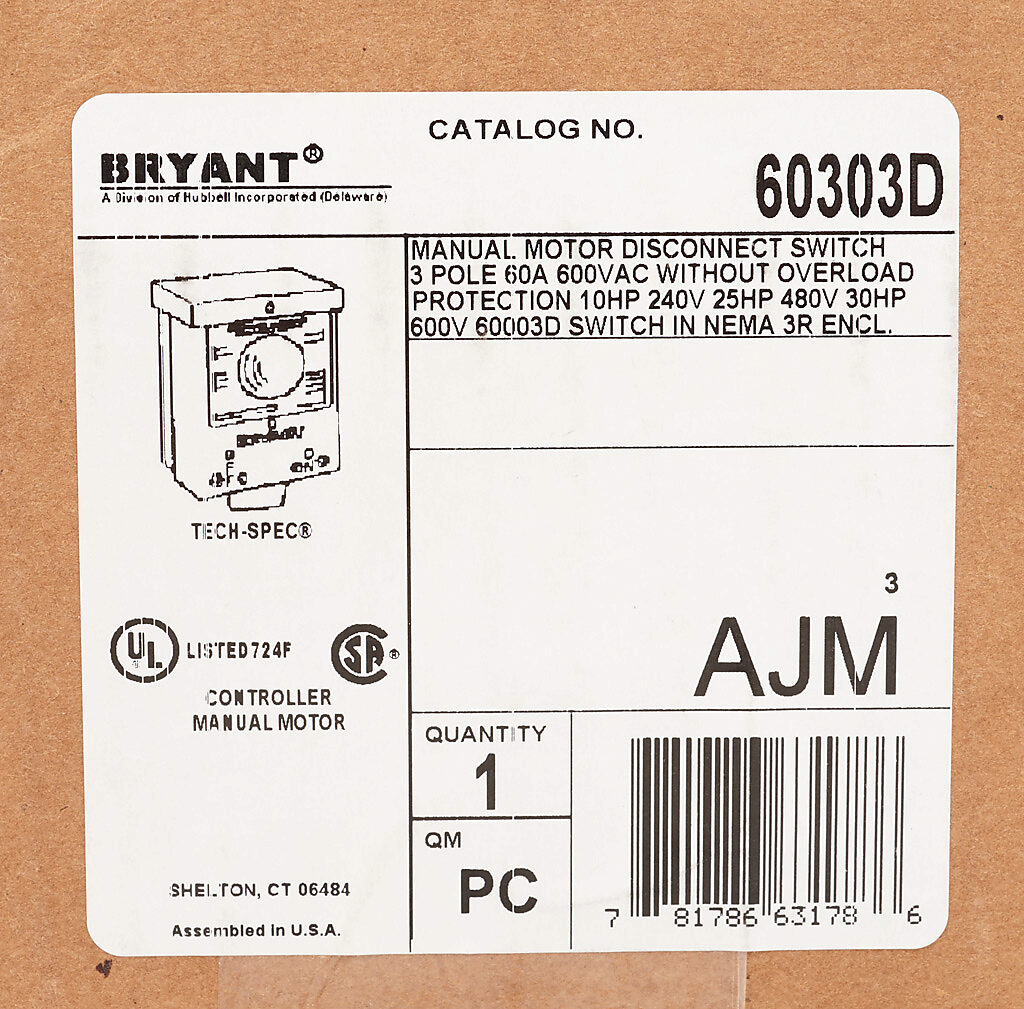 CATALOG NO.
BRYANT®
A Division of Hubbell Incorporated (Delaware)
60303D
MANUAL MOTOR DISCONNECT SWITCH
3 POLE 60A 600VAC WITHOUT OVERLOAD
PROTECTION 10HP 240V 25HP 480V 30HP
600V 60003D SWITCH IN NEMA 3R ENCL.
TECH-SPEC®
3
AJM
UL LISTED 724F SA ®
CONTROLLER
MANUAL MOTOR
QUANTITY
1
QM
PC
SHELTON, CT 06484
Assembled in U.S.A.
7 81786 63178 6